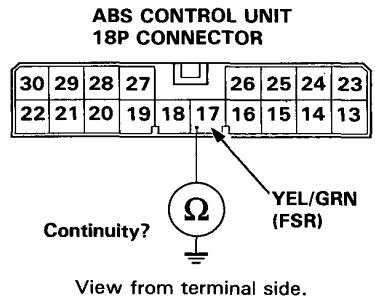 ABS CONTROL UNIT
18P CONNECTOR
30 29 28 27 26 25 24 23
22 21 20 19 18 17 16 15 14 13
Ω
YEL/GRN
(FSR)
Continuity?
View from terminal side.